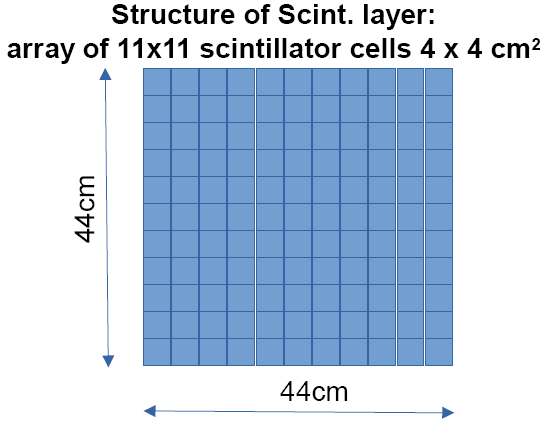 Structure of Scint. layer:
array of 11x11 scintillator cells 4 x 4 cm²
44cm
44cm